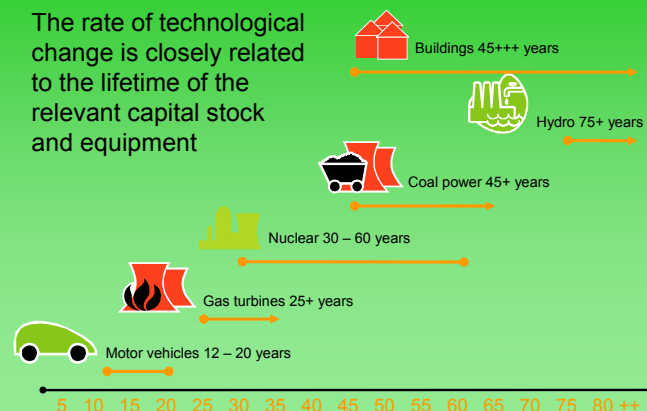 The rate of technological
change is closely related
to the lifetime of the
relevant capital stock
and equipment
Buildings 45+++ years
Hydro 75+ years
Coal power 45+ years
Nuclear 30 – 60 years
Gas turbines 25+ years
Motor vehicles 12 – 20 years
5 10 15 20 25 30 35 40 45 50 55 60 65 70 75 80 ++